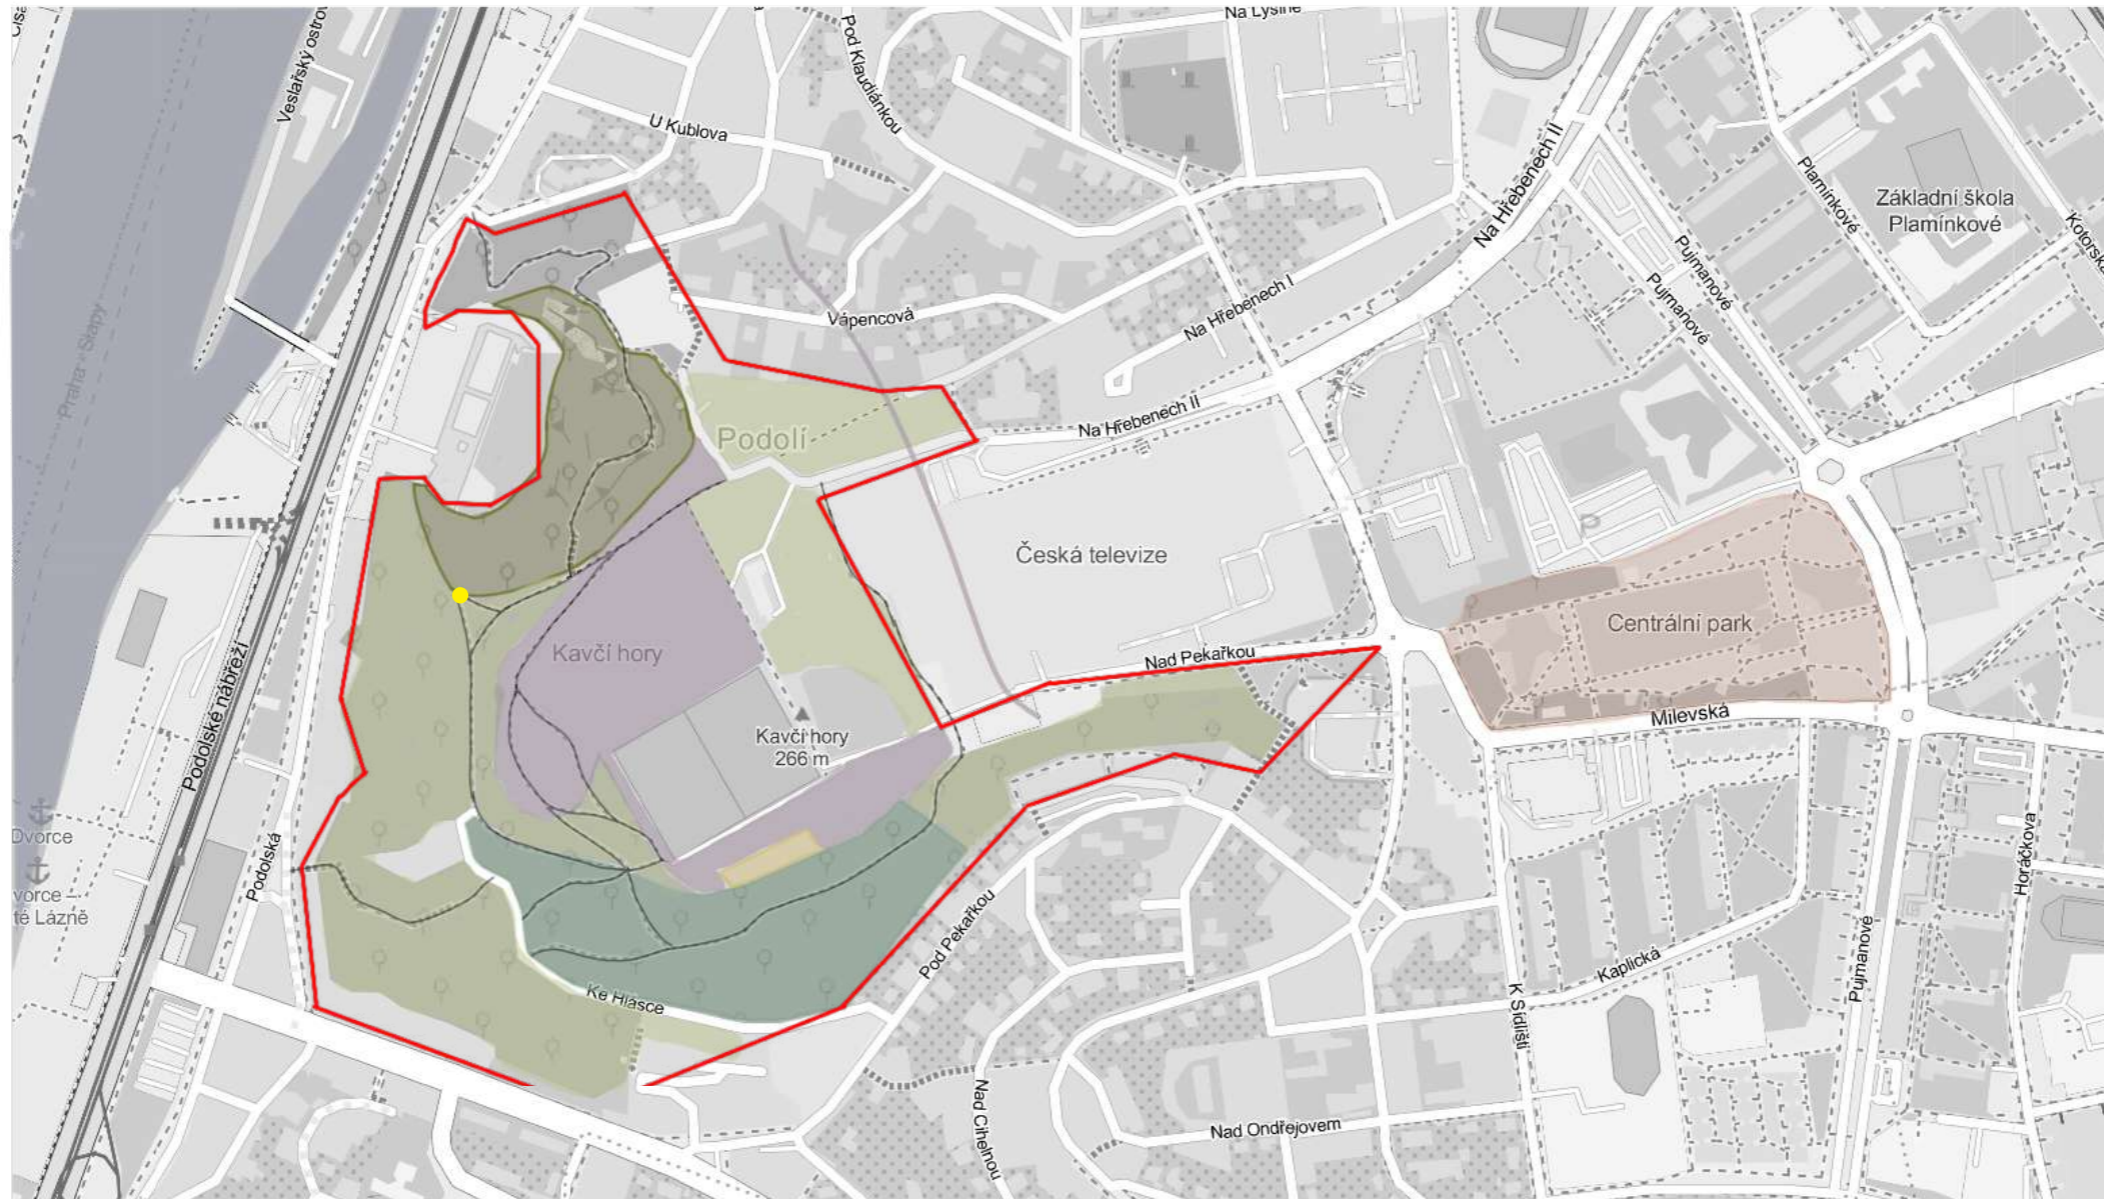 Veslařský ostrov
Pod Klaudiánkou
Na Lysině
U Kublova
Na Hřebenech II
Plamínkové
Základní škola
Plamínkové
Kotorská
Pujmanové
Pujmanové
Praha - Slapy
Vápencová
Na Hřebenech I
Podolí
Na Hřebenech II
Česká televize
Centrální park
Kavčí hory
Nad Pekařkou
Milevská
Podolské nábřeží
Kavčí hory
266 m
Dvorce
Podolská
vorce –
té Lázně
Horáčkova
Pod Pekařkou
Kaplická
Pujmanové
Ke Hlásce
K Sídlišti
Nad Cihelnou
Nad Ondřejovem